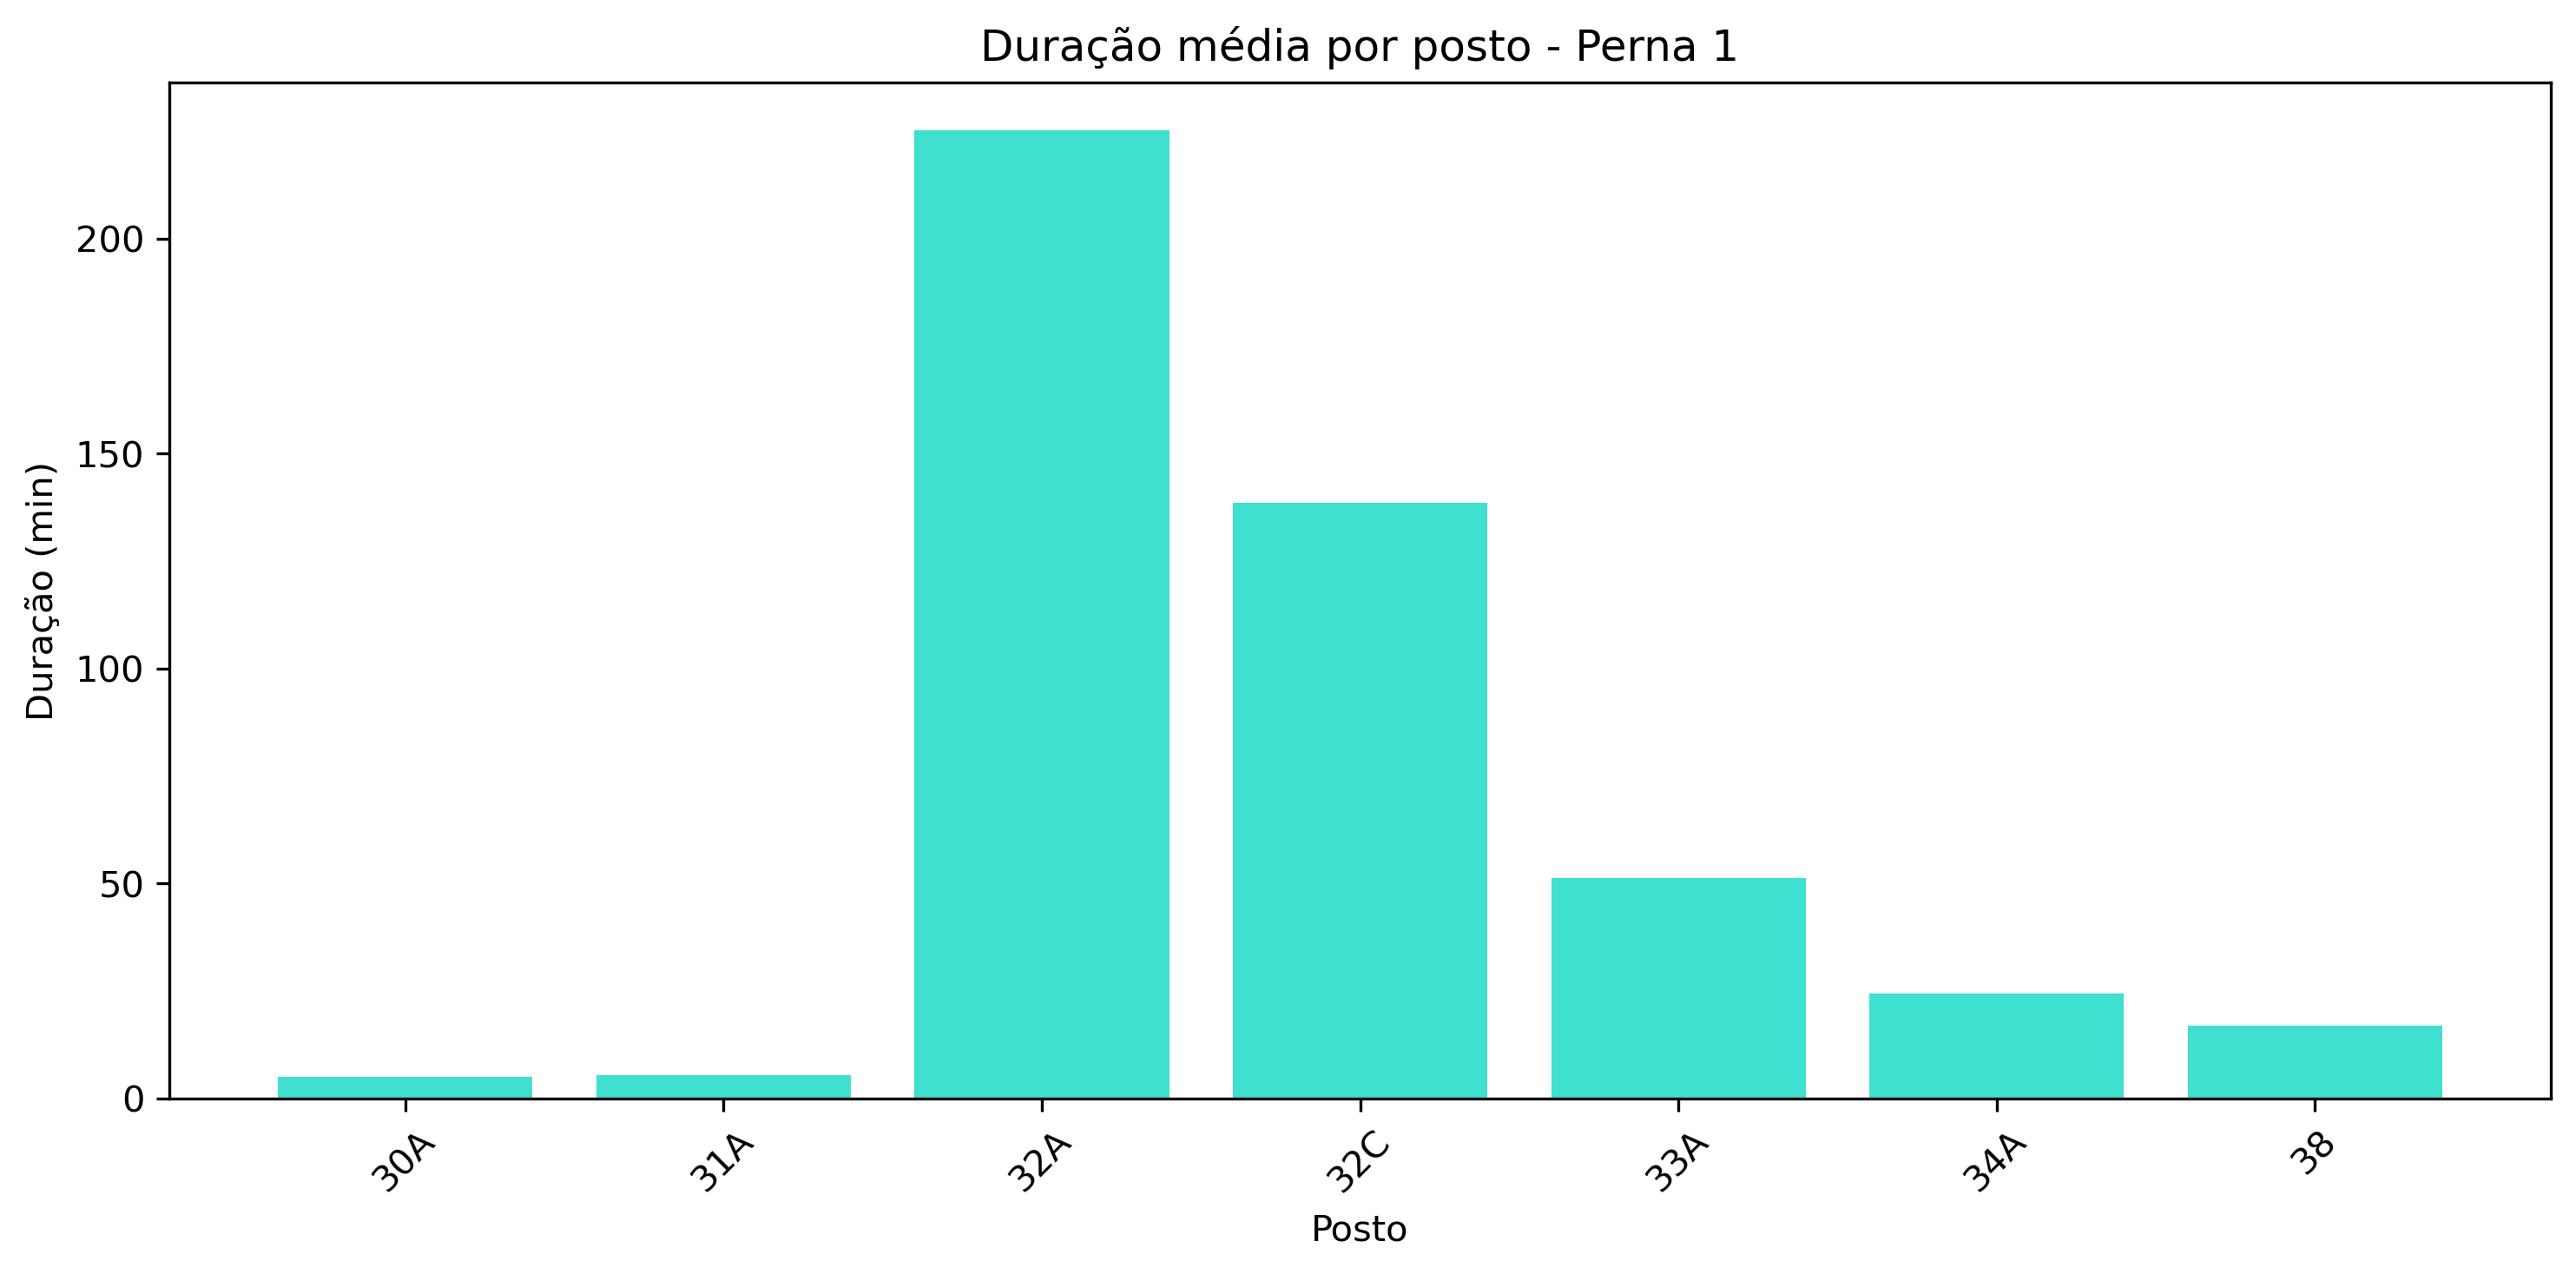 Duração média por posto - Perna 1
Duração (min)
200
150
100
50
0
30A
31A
32A
32C
33A
34A
38
Posto